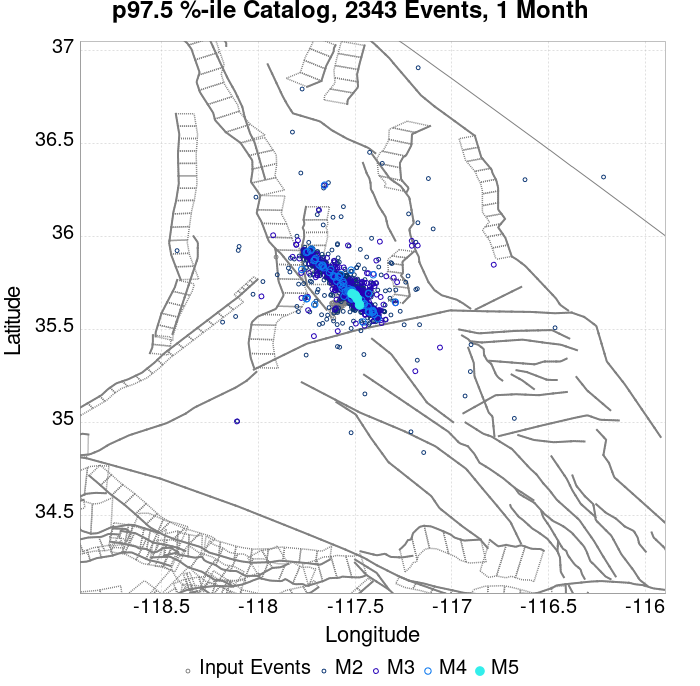 p97.5 %-ile Catalog, 2343 Events, 1 Month
37
36.5
36
35.5
35
34.5
Latitude
-118.5 -118 -117.5 -117 -116.5 -116
Longitude
Input Events M2 M3 M4 M5